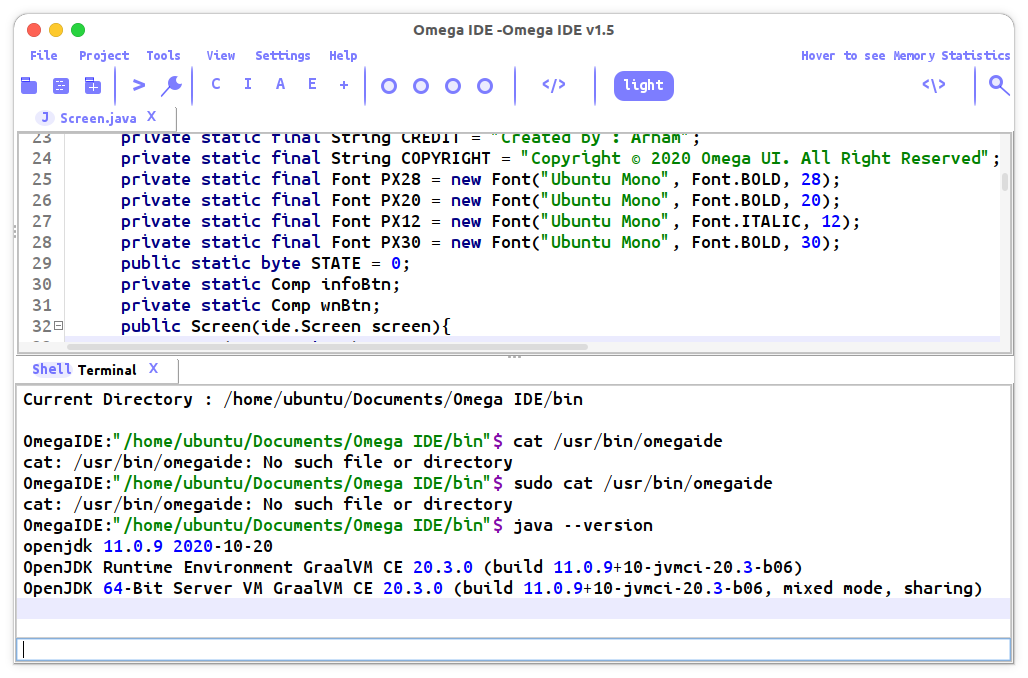 Omega IDE -Omega IDE v1.5
File Project Tools View Settings Help Hover to see Memory Statistics
> C I A E + </> light <\>
J Screen.java X
23 private static final String CREDIT = "Created by : Arham";
24 private static final String COPYRIGHT = "Copyright © 2020 Omega UI. All Right Reserved";
25 private static final Font PX28 = new Font("Ubuntu Mono", Font.BOLD, 28);
26 private static final Font PX20 = new Font("Ubuntu Mono", Font.BOLD, 20);
27 private static final Font PX12 = new Font("Ubuntu Mono", Font.ITALIC, 12);
28 private static final Font PX30 = new Font("Ubuntu Mono", Font.BOLD, 30);
29 public static byte STATE = 0;
30 private static Comp infoBtn;
31 private static Comp wnBtn;
32 public Screen(ide.Screen screen){
Shell Terminal X
Current Directory : /home/ubuntu/Documents/Omega IDE/bin
OmegaIDE:"/home/ubuntu/Documents/Omega IDE/bin"$ cat /usr/bin/omegaide
cat: /usr/bin/omegaide: No such file or directory
OmegaIDE:"/home/ubuntu/Documents/Omega IDE/bin"$ sudo cat /usr/bin/omegaide
cat: /usr/bin/omegaide: No such file or directory
OmegaIDE:"/home/ubuntu/Documents/Omega IDE/bin"$ java --version
openjdk 11.0.9 2020-10-20
OpenJDK Runtime Environment GraalVM CE 20.3.0 (build 11.0.9+10-jvmci-20.3-b06)
OpenJDK 64-Bit Server VM GraalVM CE 20.3.0 (build 11.0.9+10-jvmci-20.3-b06, mixed mode, sharing)